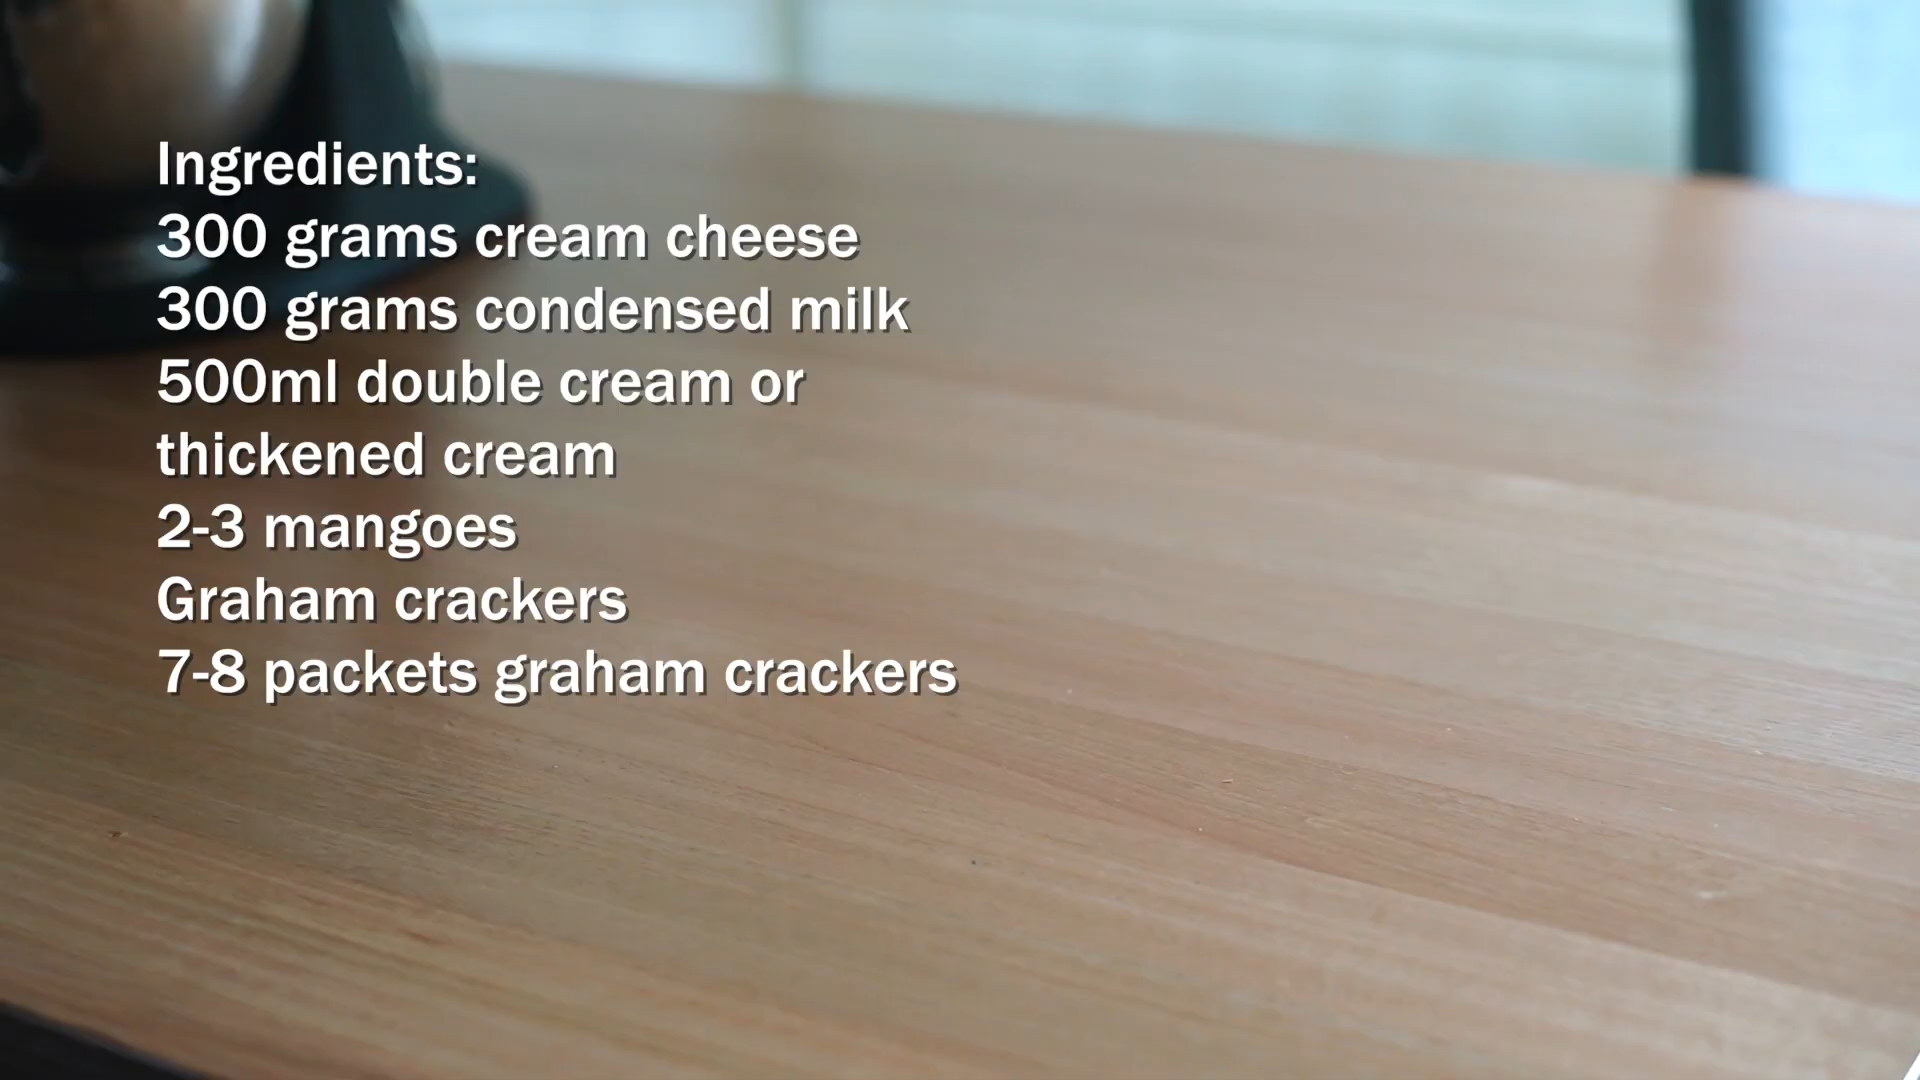 Ingredients:
300 grams cream cheese
300 grams condensed milk
500ml double cream or
thickened cream
2-3 mangoes
Graham crackers
7-8 packets graham crackers